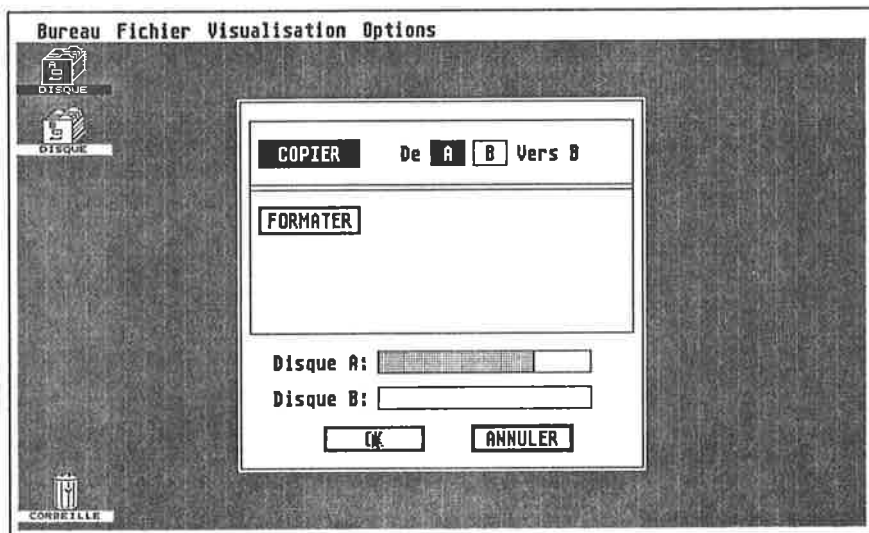 Bureau Fichier Visualisation Options
A
DISQUE
B
DISQUE
COPIER De A B Vers B
FORMATER
Disque A:
Disque B:
OK ANNULER
CORBEILLE